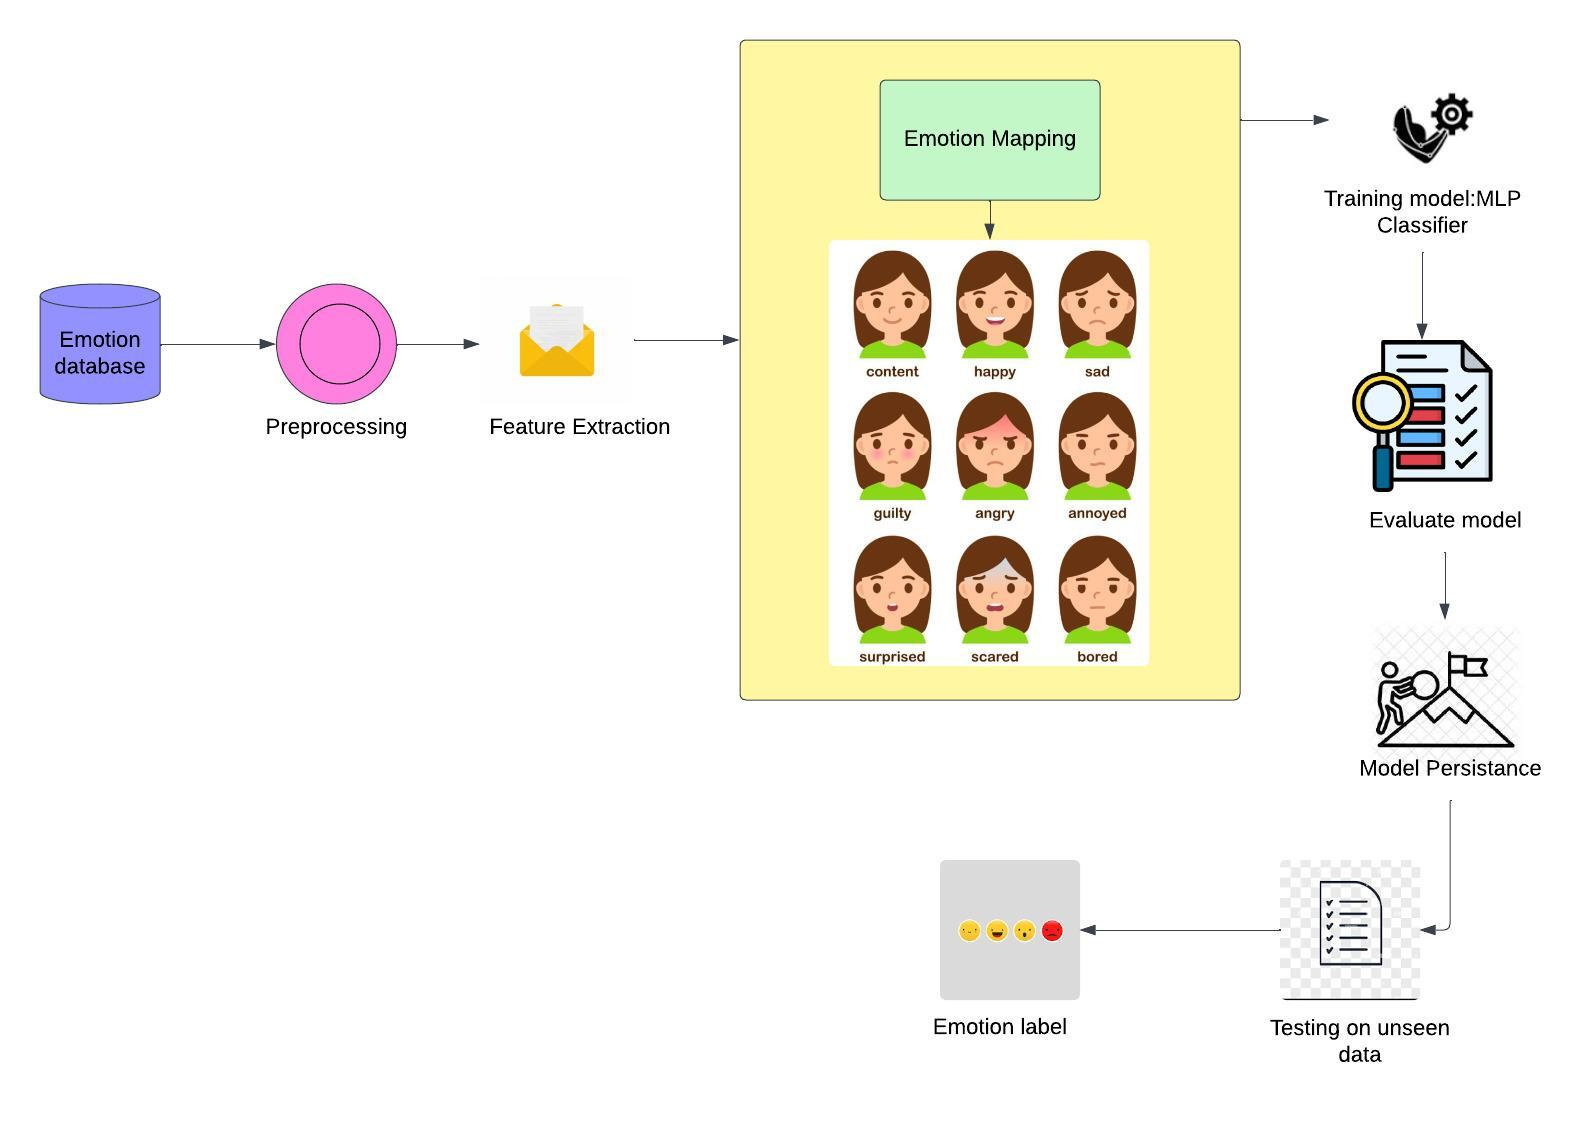 Emotion
database
Preprocessing
Feature Extraction
Emotion Mapping
content happy sad
guilty angry annoyed
surprised scared bored
Training model:MLP
Classifier
Evaluate model
Model Persistance
Testing on unseen
data
Emotion label